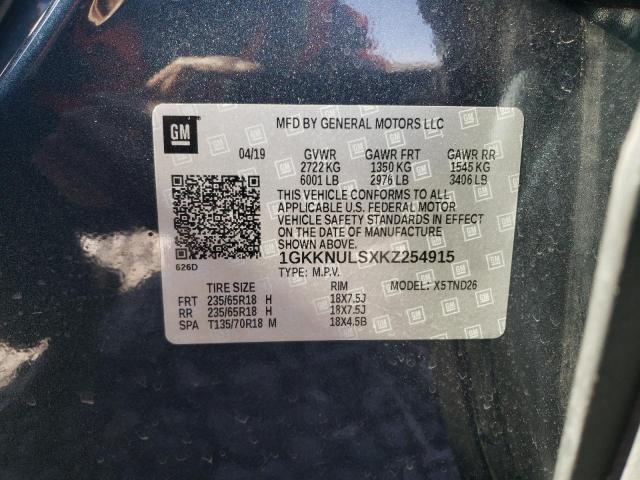 MFD BY GENERAL MOTORS LLC
GM
04/19 GVWR GAWR FRT GAWR RR
2722 KG 1350 KG 1545 KG
6001 LB 2976 LB 3406 LB
THIS VEHICLE CONFORMS TO ALL
APPLICABLE U.S. FEDERAL MOTOR
VEHICLE SAFETY STANDARDS IN EFFECT
ON THE DATE OF MANUFACTURE
SHOWN ABOVE.
1GKKNULSXKZ254915
626D
TYPE: M.P.V. MODEL: X5TND26
TIRE SIZE RIM
FRT 235/65R18 H 18X7.5J
RR 235/65R18 H 18X7.5J
SPA T135/70R18 M 18X4.5B